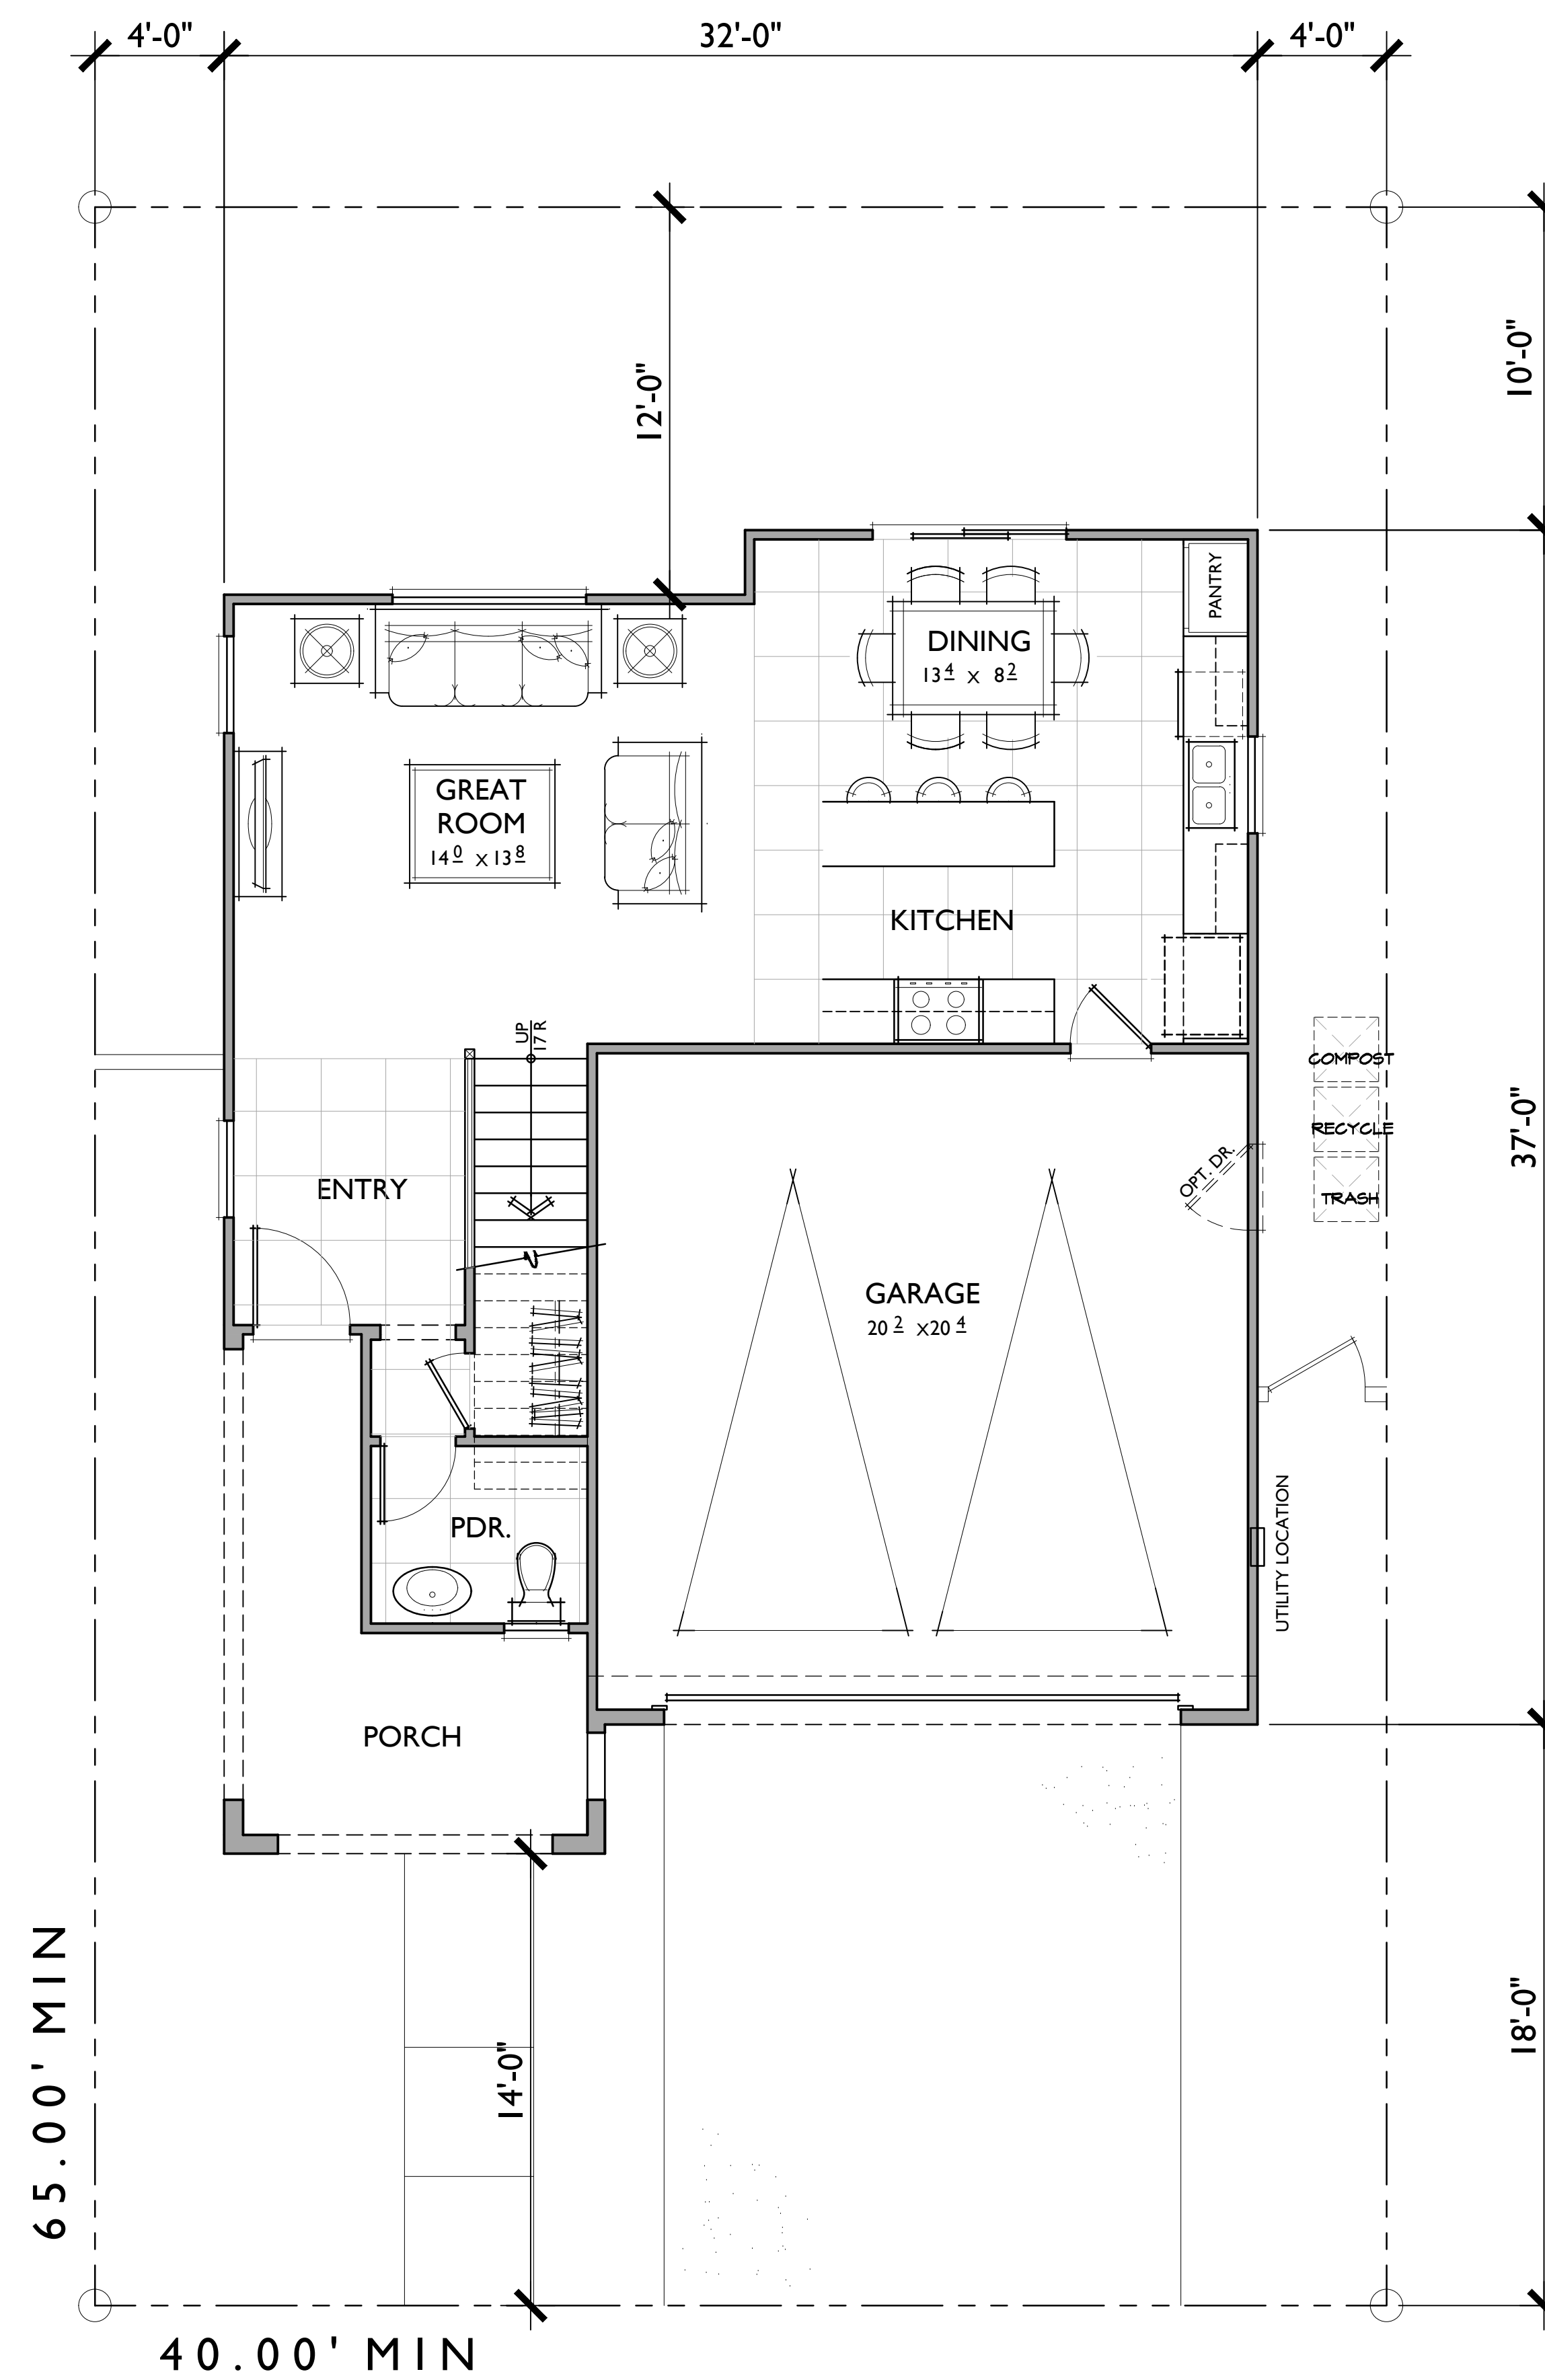 4'-0"
32'-0"
4'-0"
10'-0"
12'-0"
PANTRY
DINING
13 4 x 8 2
GREAT
ROOM
14 0 x 13 8
KITCHEN
UP
17 R
COMPOST
RECYCLE
TRASH
37'-0"
OPT. DR.
ENTRY
GARAGE
20 2 x 20 4
UTILITY LOCATION
PDR.
PORCH
65.00' MIN
14'-0"
18'-0"
40.00' MIN